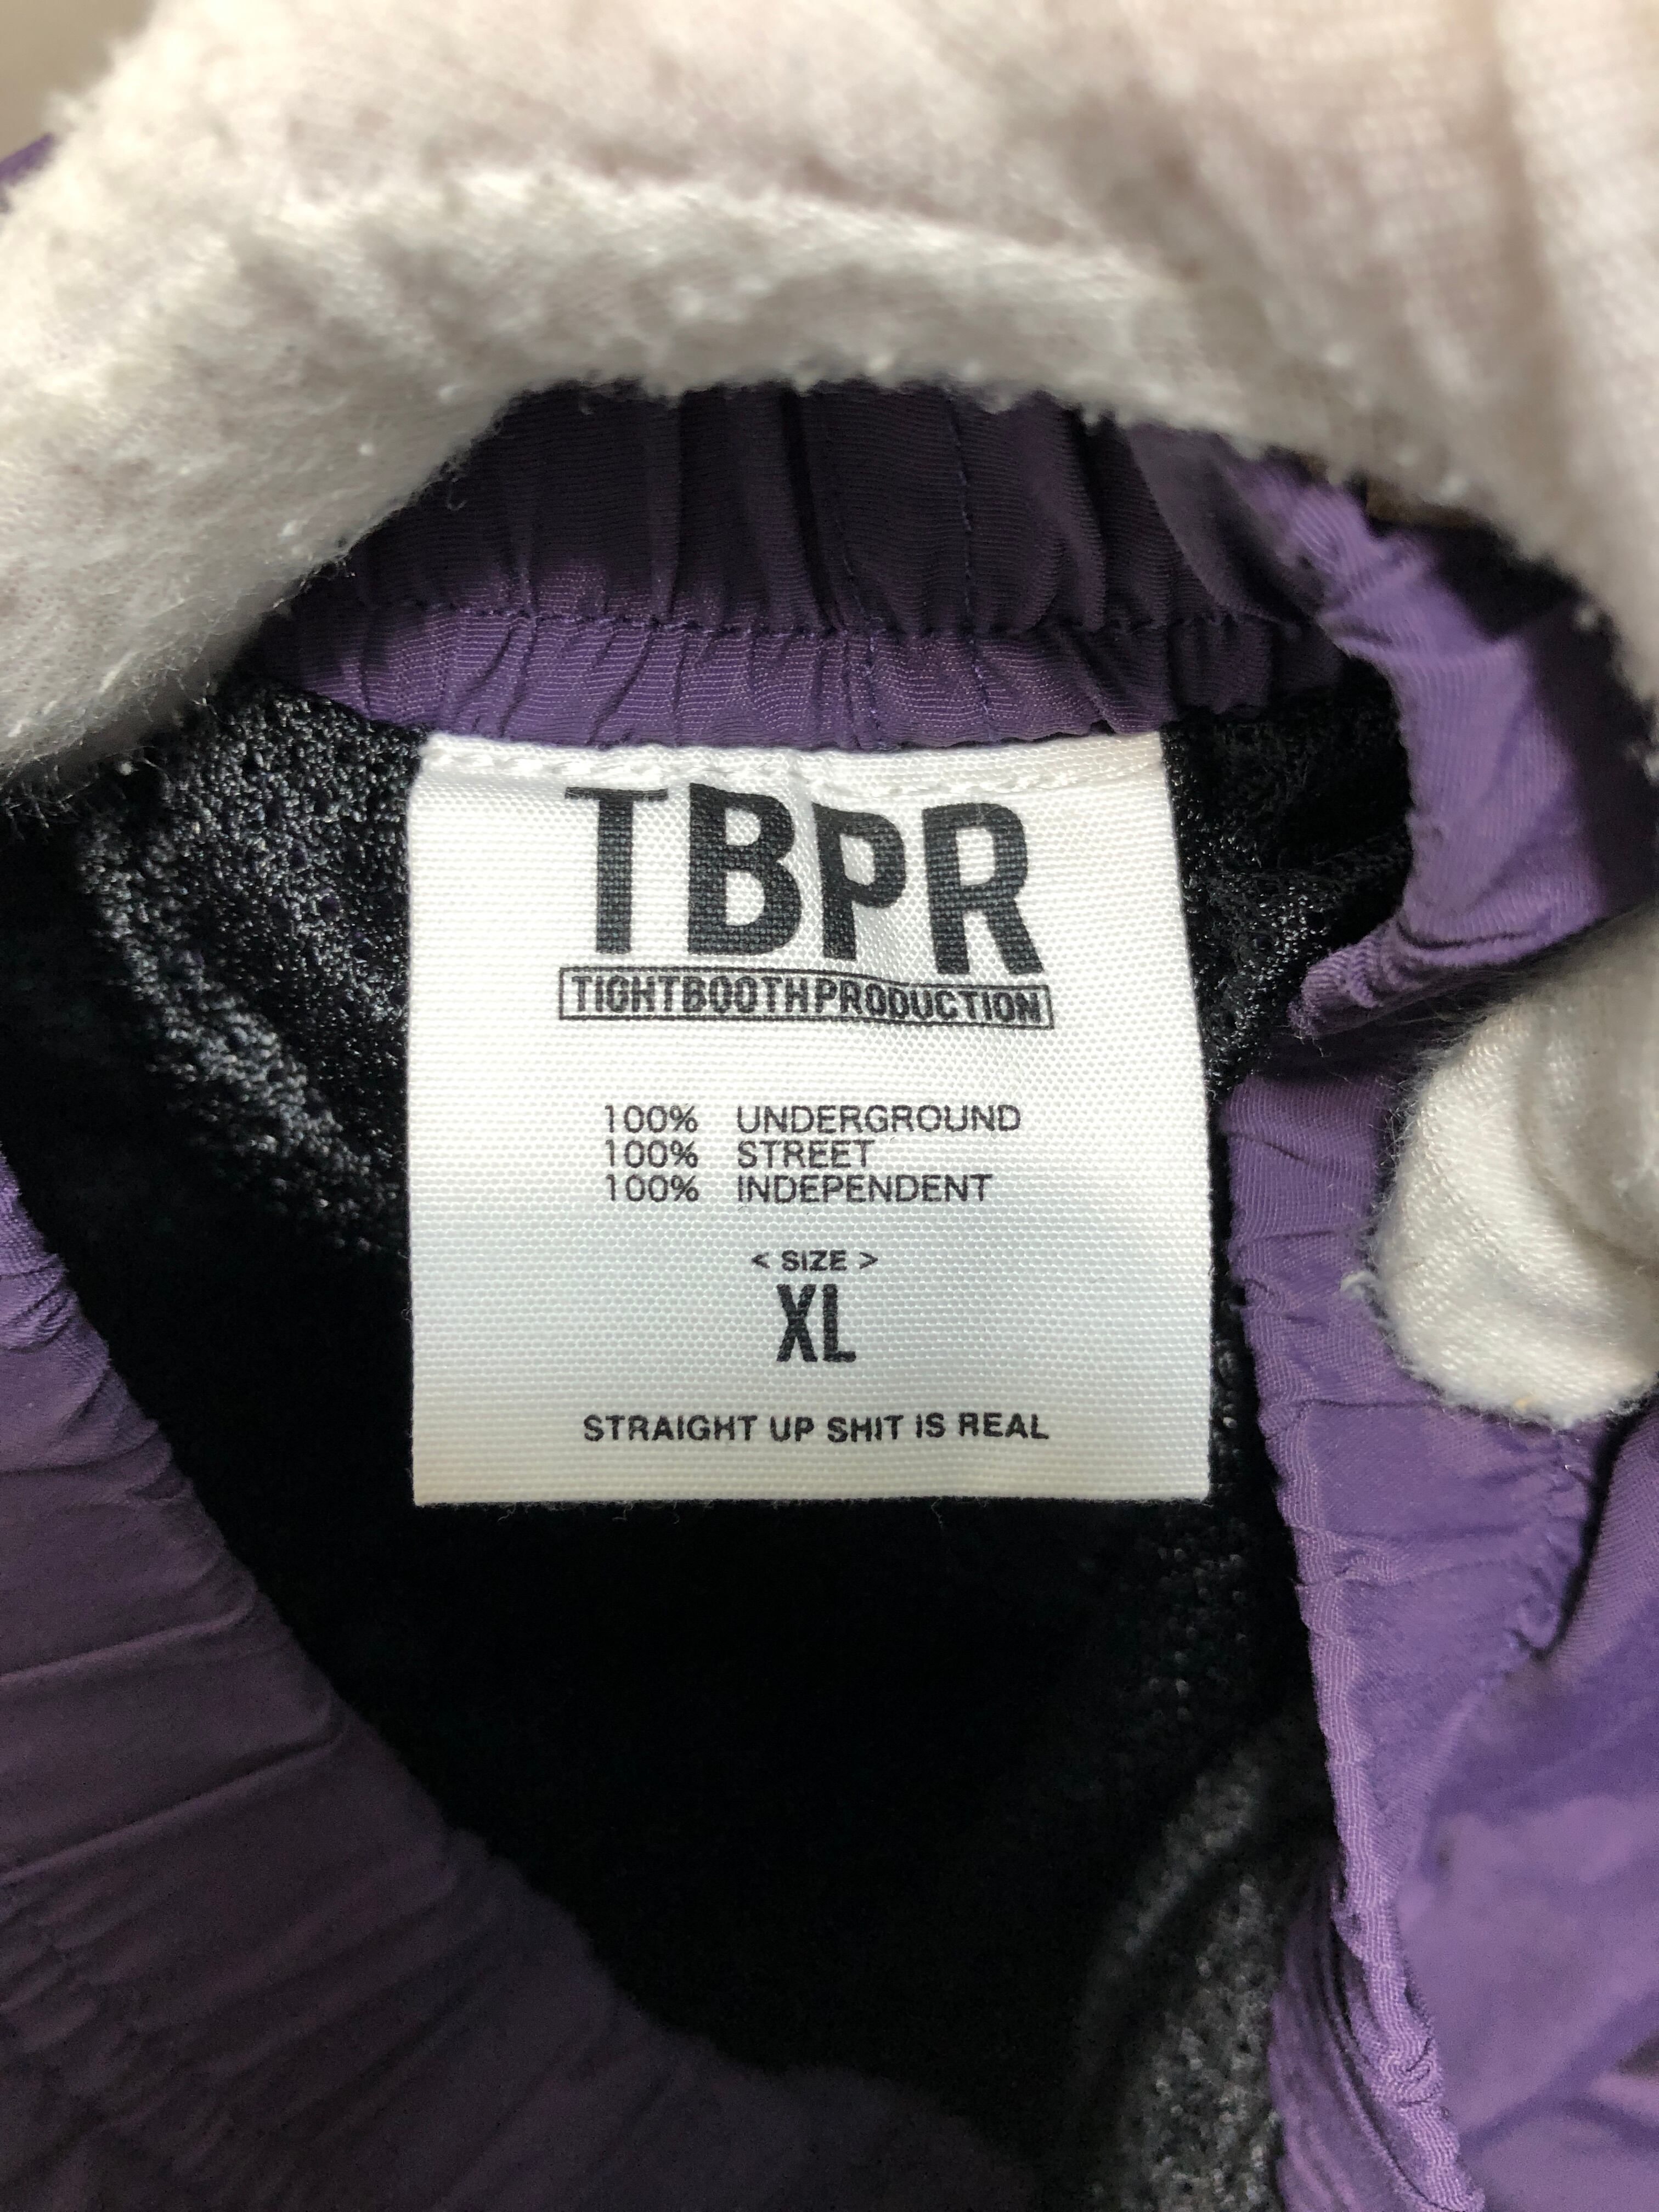 TBPR
TIGHTBOOTHPRODUCTION
100% UNDERGROUND
100% STREET
100% INDEPENDENT
< SIZE >
XL
STRAIGHT UP SHIT IS REAL